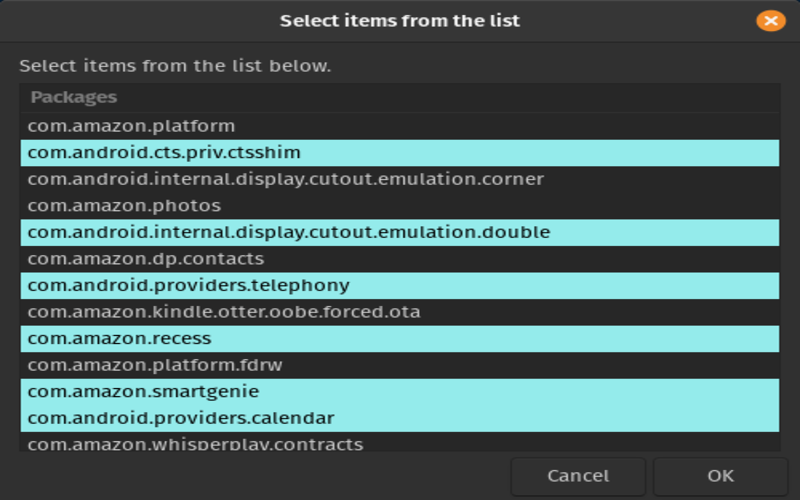 Select items from the list
Select items from the list below.
Packages
com.amazon.platform
com.android.cts.priv.ctsshim
com.android.internal.display.cutout.emulation.corner
com.amazon.photos
com.android.internal.display.cutout.emulation.double
com.amazon.dp.contacts
com.android.providers.telephony
com.amazon.kindle.otter.oobe.forced.ota
com.amazon.recess
com.amazon.platform.fdrw
com.amazon.smartgenie
com.android.providers.calendar
com.amazon.whisperplay.contracts
Cancel OK